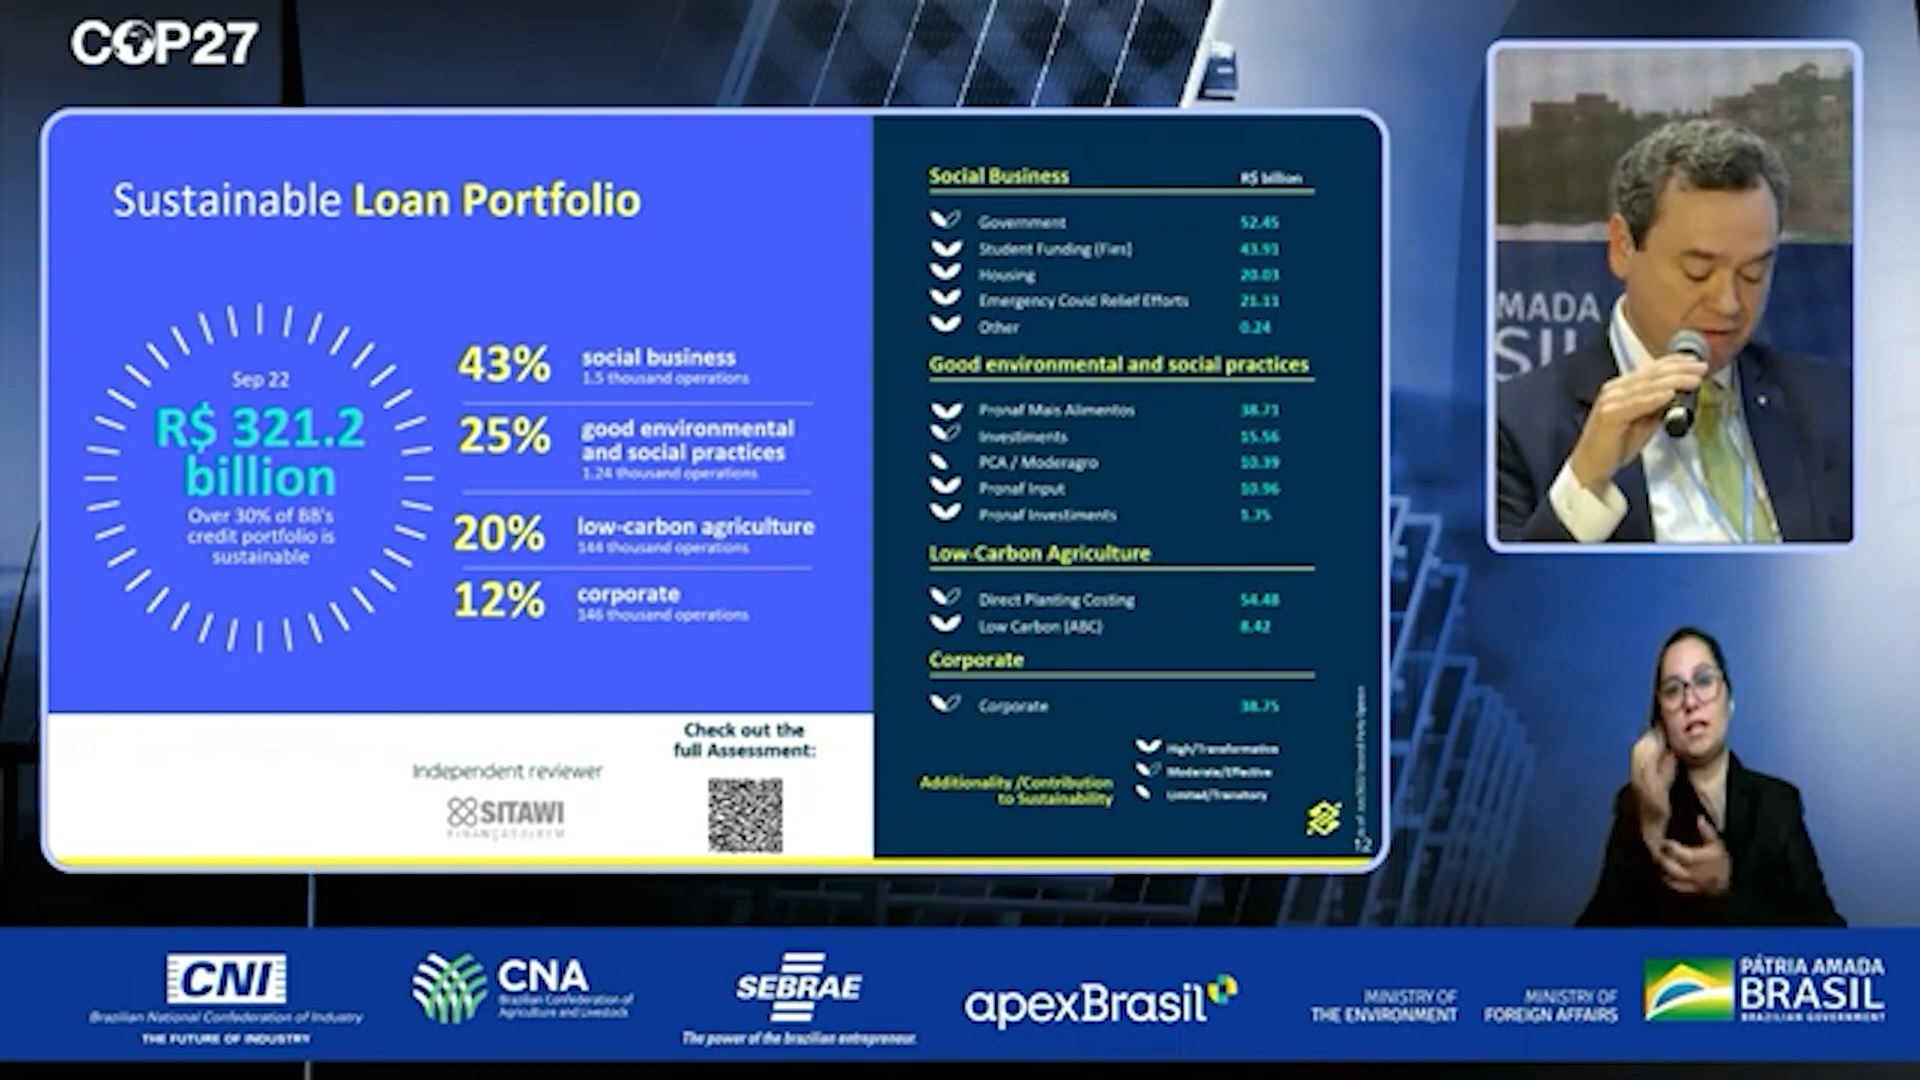 COP27
Sustainable Loan Portfolio
Sep 22
R$ 321.2
billion
Over 30% of BB's
credit portfolio is
sustainable
43%
social business
1.5 thousand operations
25%
good environmental
and social practices
1.24 thousand operations
20%
low-carbon agriculture
144 thousand operations
12%
corporate
146 thousand operations
Independent reviewer
SITAWI
FINANÇAS DO BEM
Check out the
full Assessment:
Social Business R$ billion
Government 52.45
Student Funding (Fies) 43.91
Housing 20.03
Emergency Covid Relief Efforts 21.11
Other 0.24
Good environmental and social practices
Pronaf Mais Alimentos 38.71
Investiments 15.56
PCA / Moderagro 10.39
Pronaf Input 10.96
Pronaf Investiments 1.75
Low-Carbon Agriculture
Direct Planting Costing 54.48
Low Carbon (ABC) 8.42
Corporate
Corporate 38.75
Additionality /Contribution
to Sustainability
High/Transformative
Moderate/Effective
Limited/Transitory
12
MADA
CNI
Brazilian National Confederation of Industry
THE FUTURE OF INDUSTRY
CNA
Brazilian Confederation of
Agriculture and Livestock
SEBRAE
The power of the brazilian entrepreneur.
apexBrasil
MINISTRY OF
THE ENVIRONMENT
MINISTRY OF
FOREIGN AFFAIRS
PÁTRIA AMADA
BRASIL
BRAZILIAN GOVERNMENT